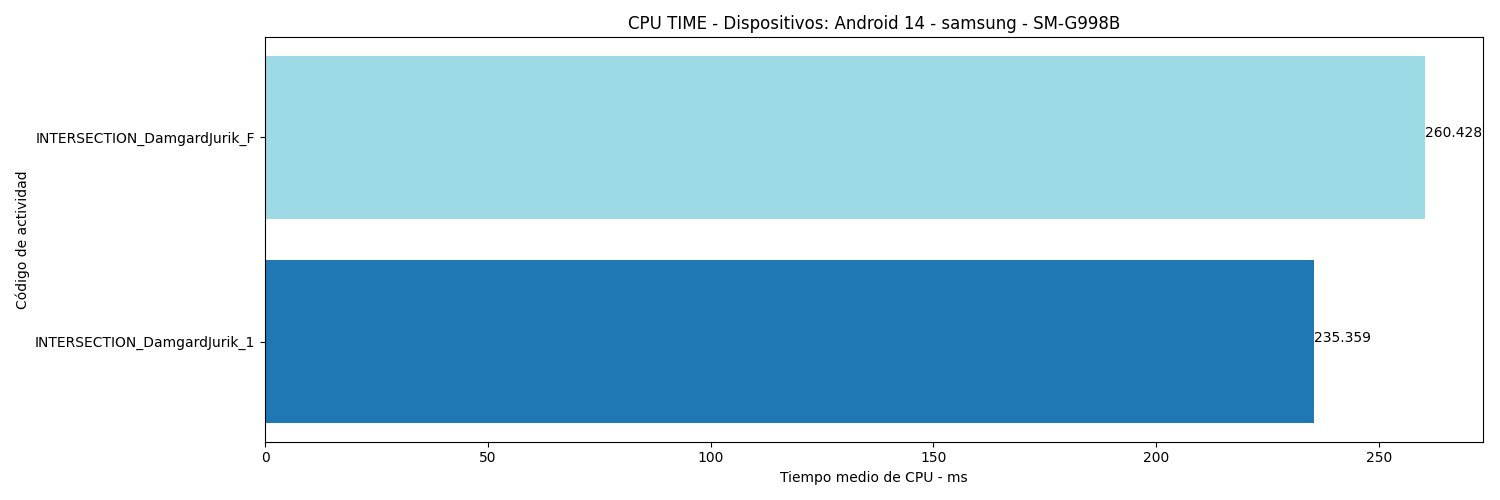 CPU TIME - Dispositivos: Android 14 - samsung - SM-G998B
Código de actividad
INTERSECTION_DamgardJurik_F
260.428
INTERSECTION_DamgardJurik_1
235.359
0 50 100 150 200 250
Tiempo medio de CPU - ms